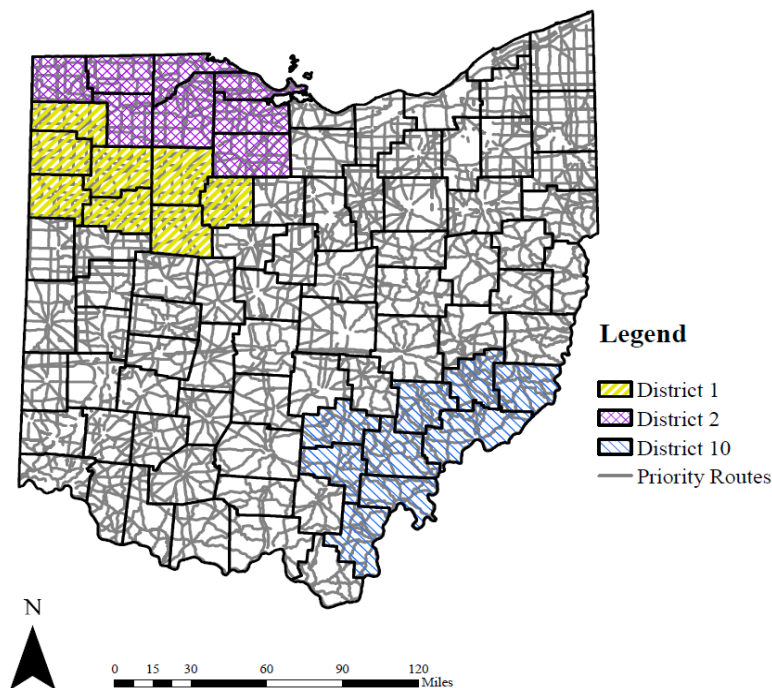 Legend
District 1
District 2
District 10
Priority Routes
N
0 15 30 60 90 120
Miles